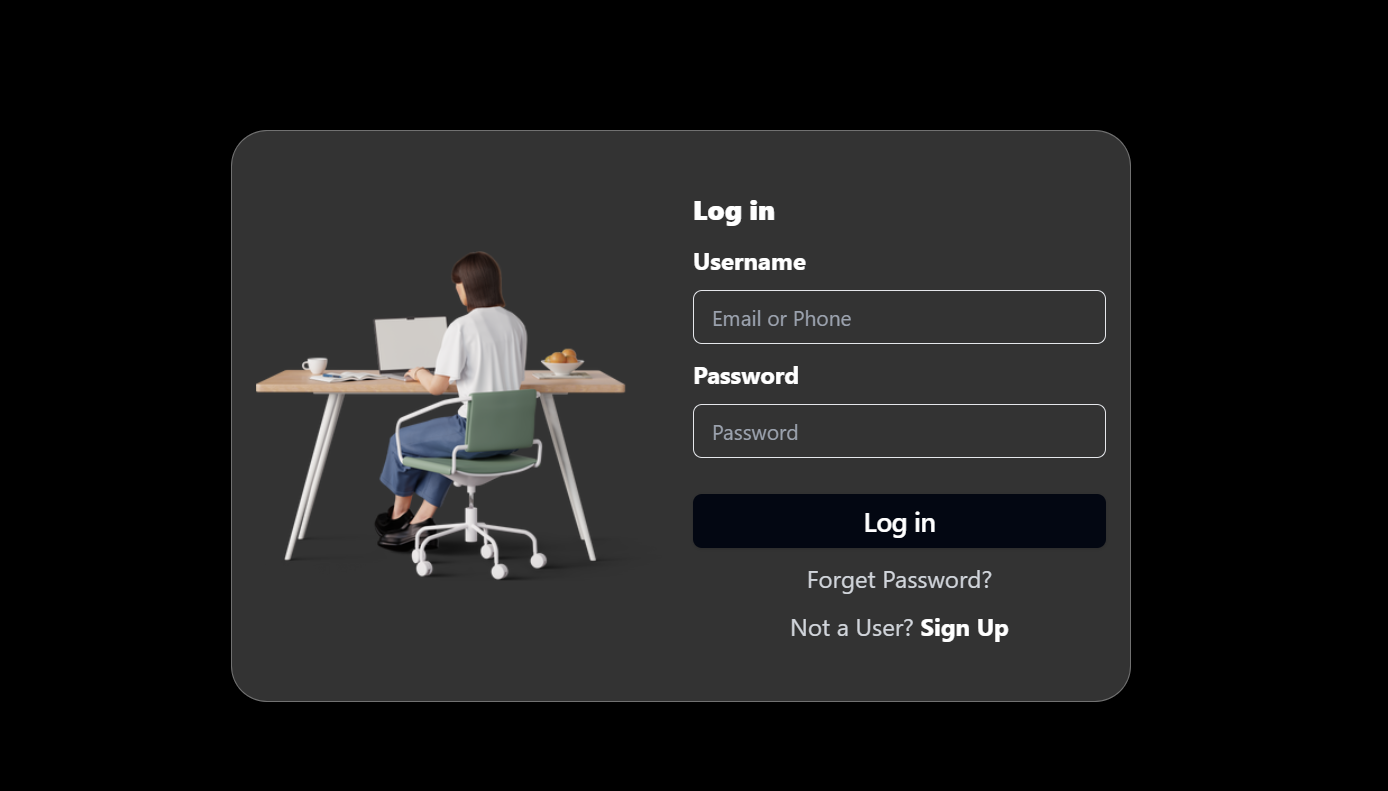 Log in
Username
Email or Phone
Password
Password
Log in
Forget Password?
Not a User? Sign Up